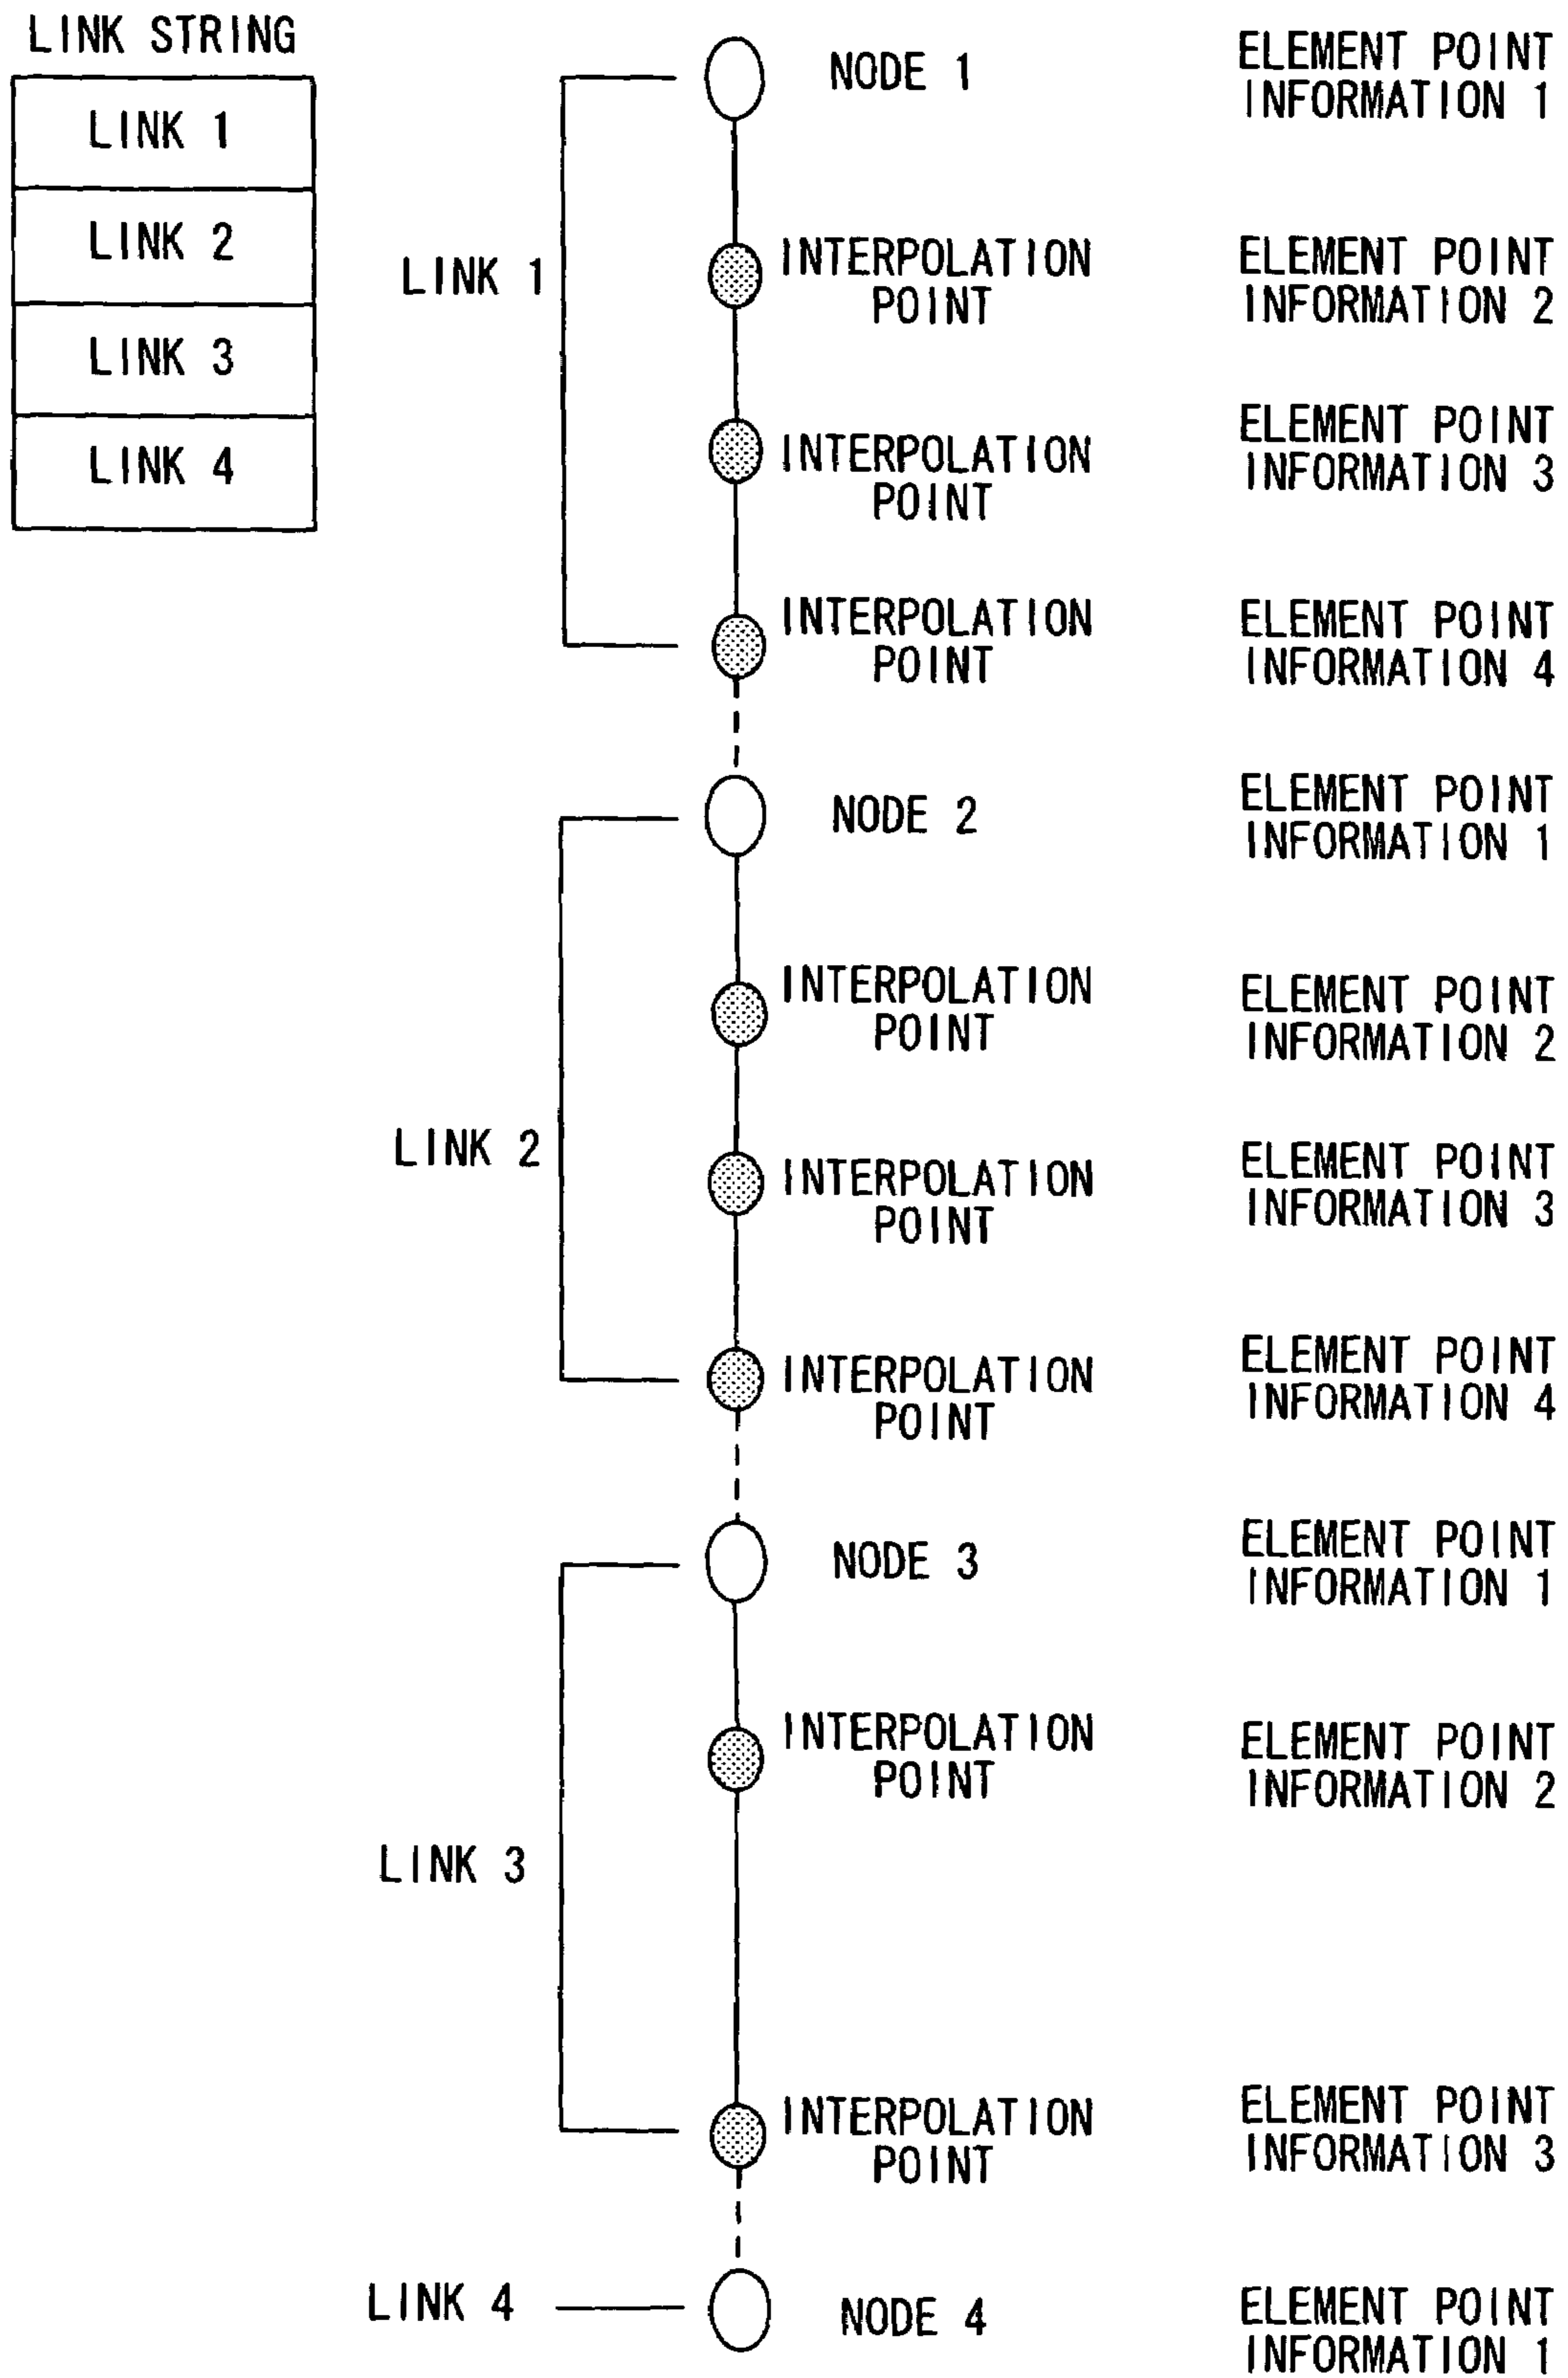 LINK STRING
LINK 1
LINK 2
LINK 3
LINK 4
NODE 1
ELEMENT POINT
INFORMATION 1
LINK 1
INTERPOLATION
POINT
ELEMENT POINT
INFORMATION 2
INTERPOLATION
POINT
ELEMENT POINT
INFORMATION 3
INTERPOLATION
POINT
ELEMENT POINT
INFORMATION 4
NODE 2
ELEMENT POINT
INFORMATION 1
LINK 2
INTERPOLATION
POINT
ELEMENT POINT
INFORMATION 2
INTERPOLATION
POINT
ELEMENT POINT
INFORMATION 3
INTERPOLATION
POINT
ELEMENT POINT
INFORMATION 4
NODE 3
ELEMENT POINT
INFORMATION 1
LINK 3
INTERPOLATION
POINT
ELEMENT POINT
INFORMATION 2
INTERPOLATION
POINT
ELEMENT POINT
INFORMATION 3
LINK 4
NODE 4
ELEMENT POINT
INFORMATION 1